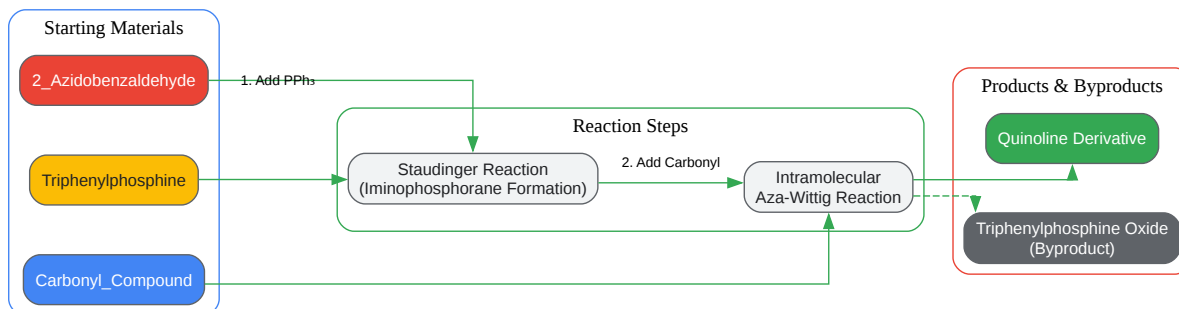 Starting Materials
2_Azidobenzaldehyde
1. Add PPh₃
Triphenylphosphine
Carbonyl_Compound
Reaction Steps
Staudinger Reaction
(Iminophosphorane Formation)
2. Add Carbonyl
Intramolecular
Aza-Wittig Reaction
Products & Byproducts
Quinoline Derivative
Triphenylphosphine Oxide
(Byproduct)